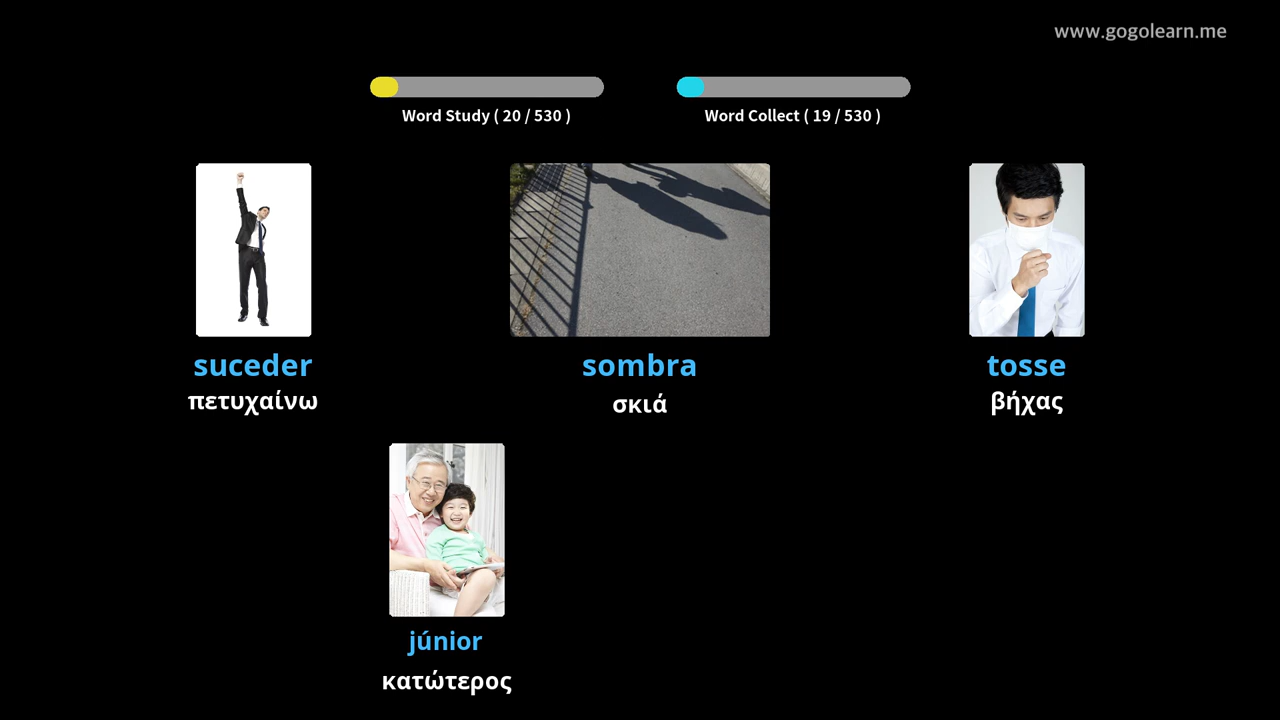 www.gogolearn.me
Word Study ( 20 / 530 )
Word Collect ( 19 / 530 )
suceder
πετυχαίνω
sombra
σκιά
tosse
βήχας
júnior
κατώτερος